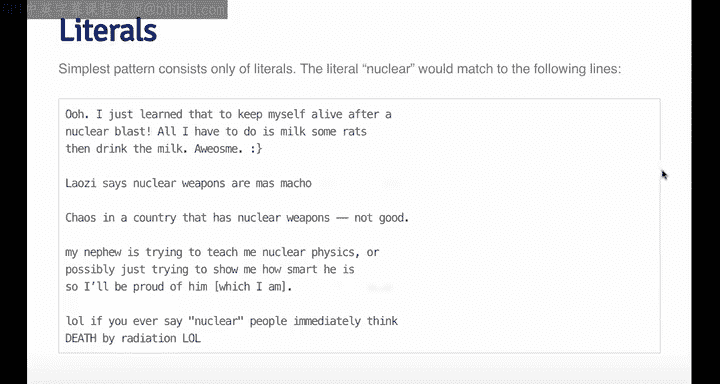 Literals
Simplest pattern consists only of literals. The literal “nuclear” would match to the following lines:
Ooh. I just learned that to keep myself alive after a
nuclear blast! All I have to do is milk some rats
then drink the milk. Aweosme. :}
Laozi says nuclear weapons are mas macho
Chaos in a country that has nuclear weapons —— not good.
my nephew is trying to teach me nuclear physics, or
possibly just trying to show me how smart he is
so I’ll be proud of him [which I am].
lol if you ever say "nuclear" people immediately think
DEATH by radiation LOL